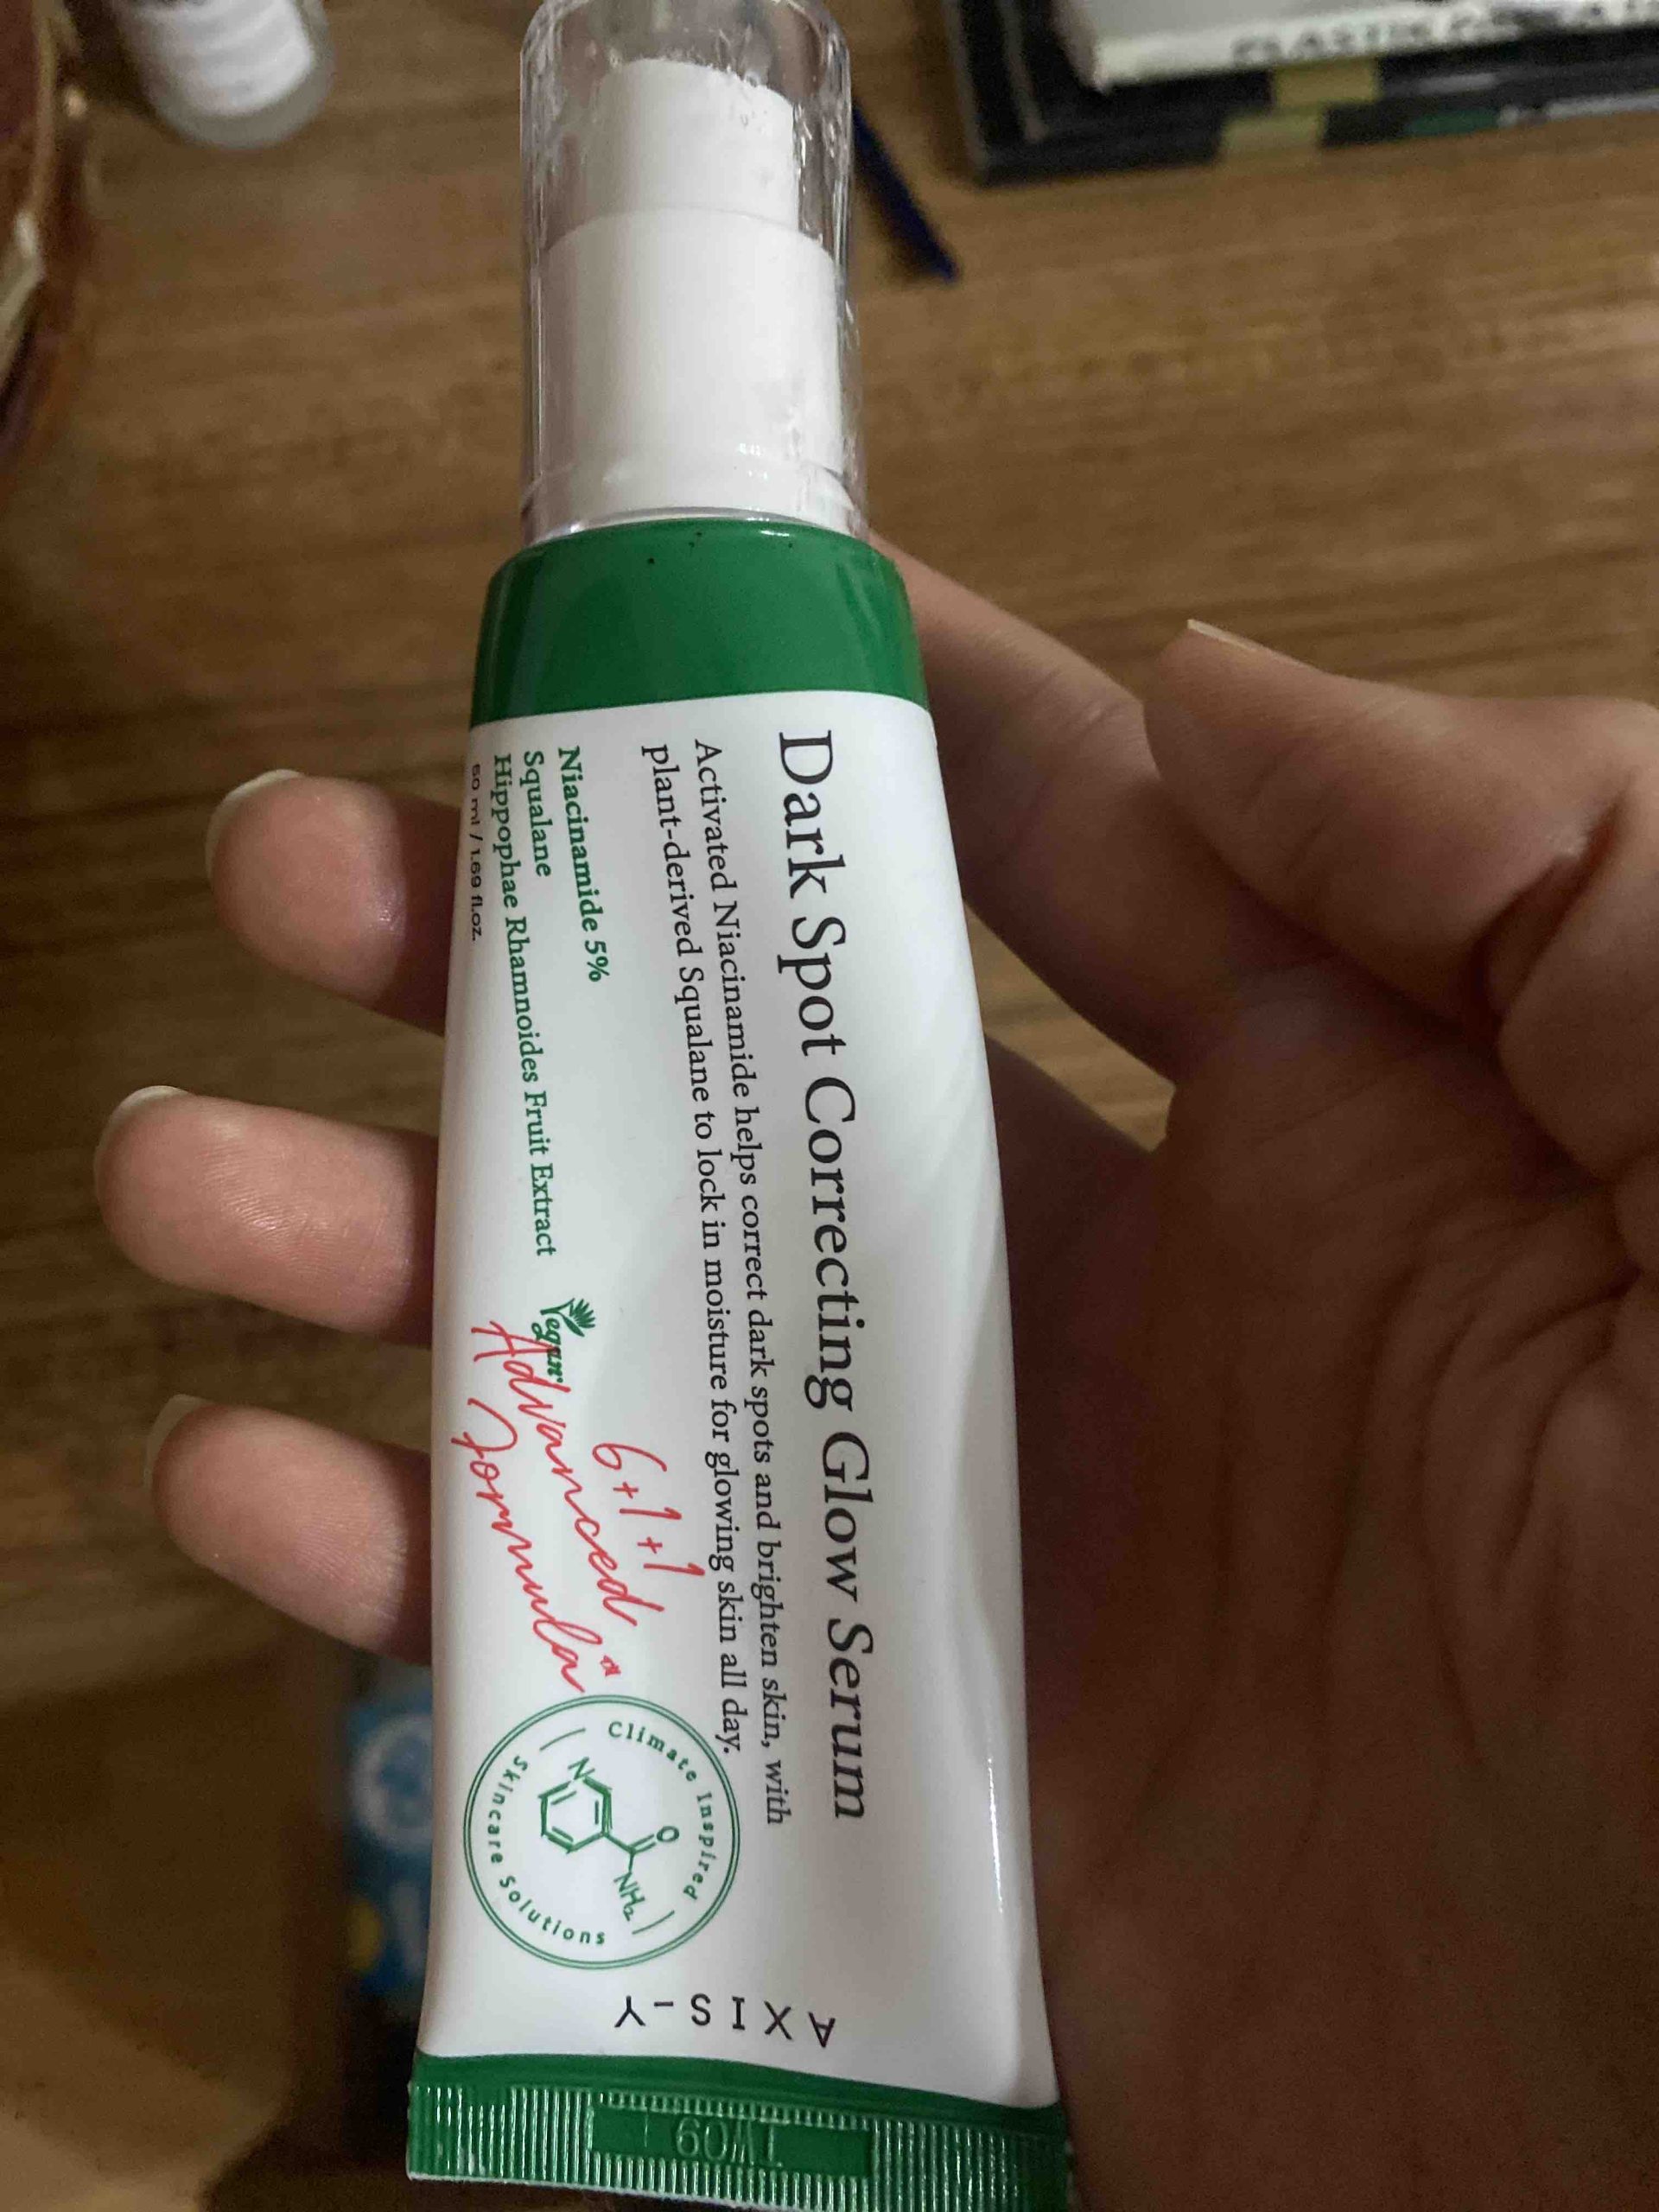 Dark Spot Correcting Glow Serum
Activated Niacinamide helps correct dark spots and brighten skin, with
plant-derived Squalane to lock in moisture for glowing skin all day.
Niacinamide 5%
Squalane
Hippophae Rhamnoides Fruit Extract
50 ml / 1.69 fl.oz.
Vegan
6+1+1
Advanced
Formula
Climate Inspired
Skincare Solutions
N
O
NH₂
AXIS-Y